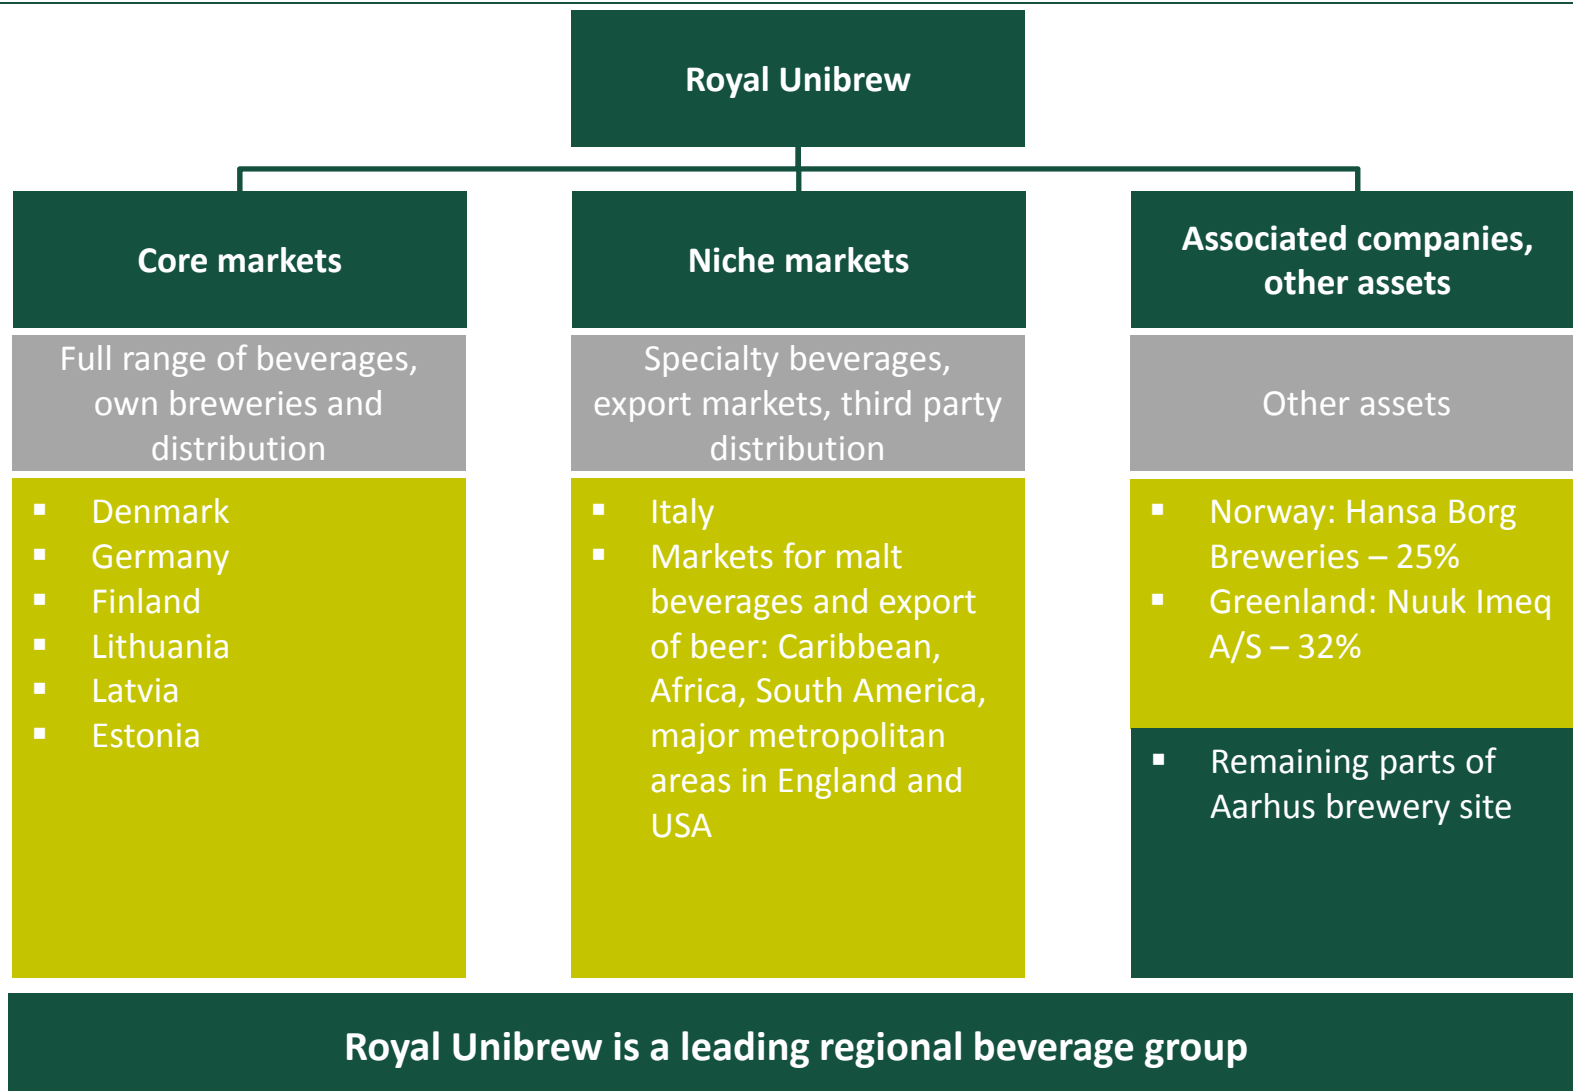 Royal Unibrew
Core markets
Full range of beverages,
own breweries and
distribution
▪ Denmark
▪ Germany
▪ Finland
▪ Lithuania
▪ Latvia
▪ Estonia
Niche markets
Specialty beverages,
export markets, third party
distribution
▪ Italy
▪ Markets for malt
beverages and export
of beer: Caribbean,
Africa, South America,
major metropolitan
areas in England and
USA
Associated companies,
other assets
Other assets
▪ Norway: Hansa Borg
Breweries – 25%
▪ Greenland: Nuuk Imeq
A/S – 32%
▪ Remaining parts of
Aarhus brewery site
Royal Unibrew is a leading regional beverage group